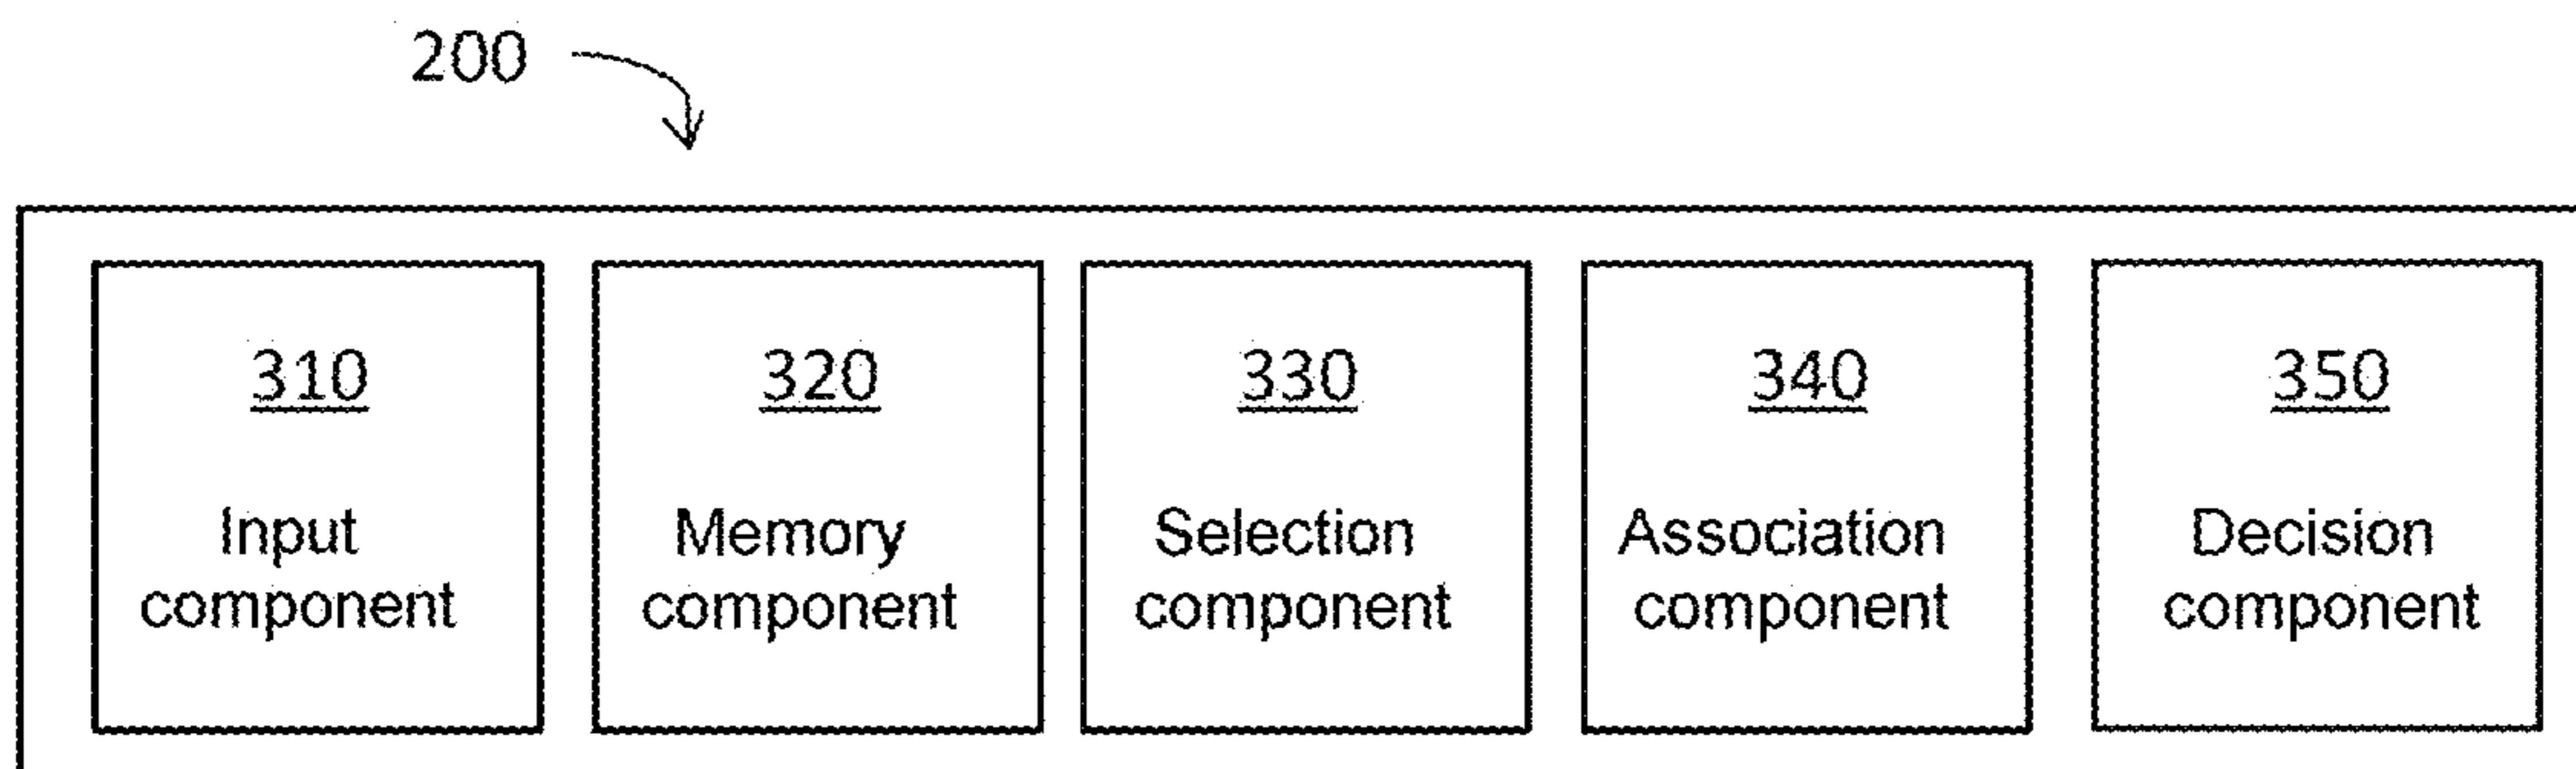 200
310
Input
component
320
Memory
component
330
Selection
component
340
Association
component
350
Decision
component